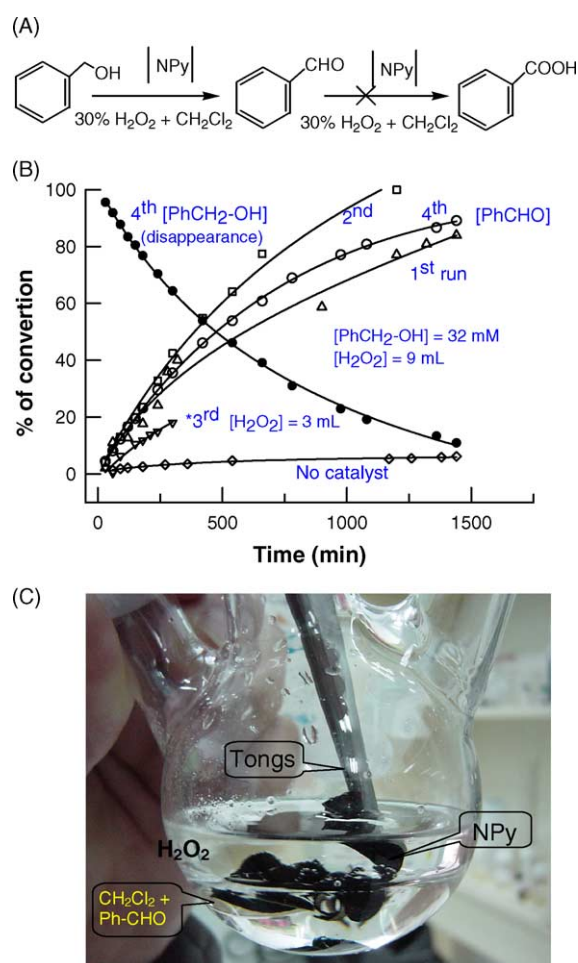 (A)
OH
|NPy|
CHO
|NPy|
COOH
30% H₂O₂ + CH₂Cl₂
30% H₂O₂ + CH₂Cl₂
(B)
% of convertion
100
80
60
40
20
0
4th [PhCH₂-OH]
(disappearance)
2nd
4th
[PhCHO]
1st run
[PhCH₂-OH] = 32 mM
[H₂O₂] = 9 mL
*3rd [H₂O₂] = 3 mL
No catalyst
0
500
1000
1500
Time (min)
(C)
Tongs
NPy
H₂O₂
CH₂Cl₂ +
Ph-CHO